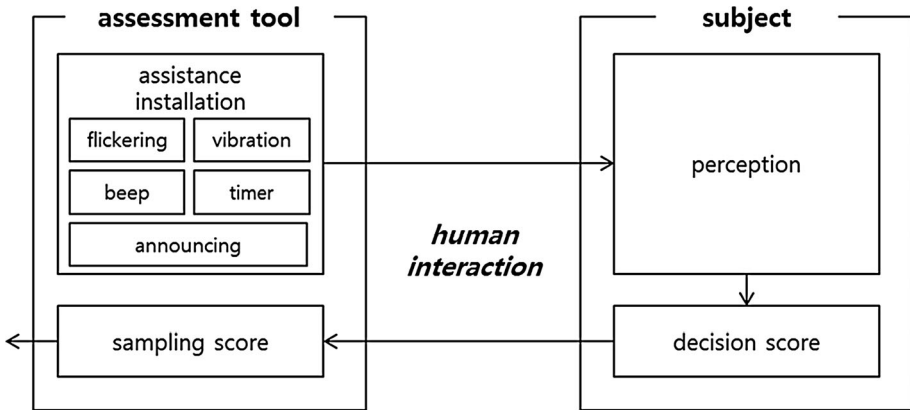 assessment tool
subject
assistance
installation
flickering
vibration
beep
timer
announcing
perception
human
interaction
sampling score
decision score